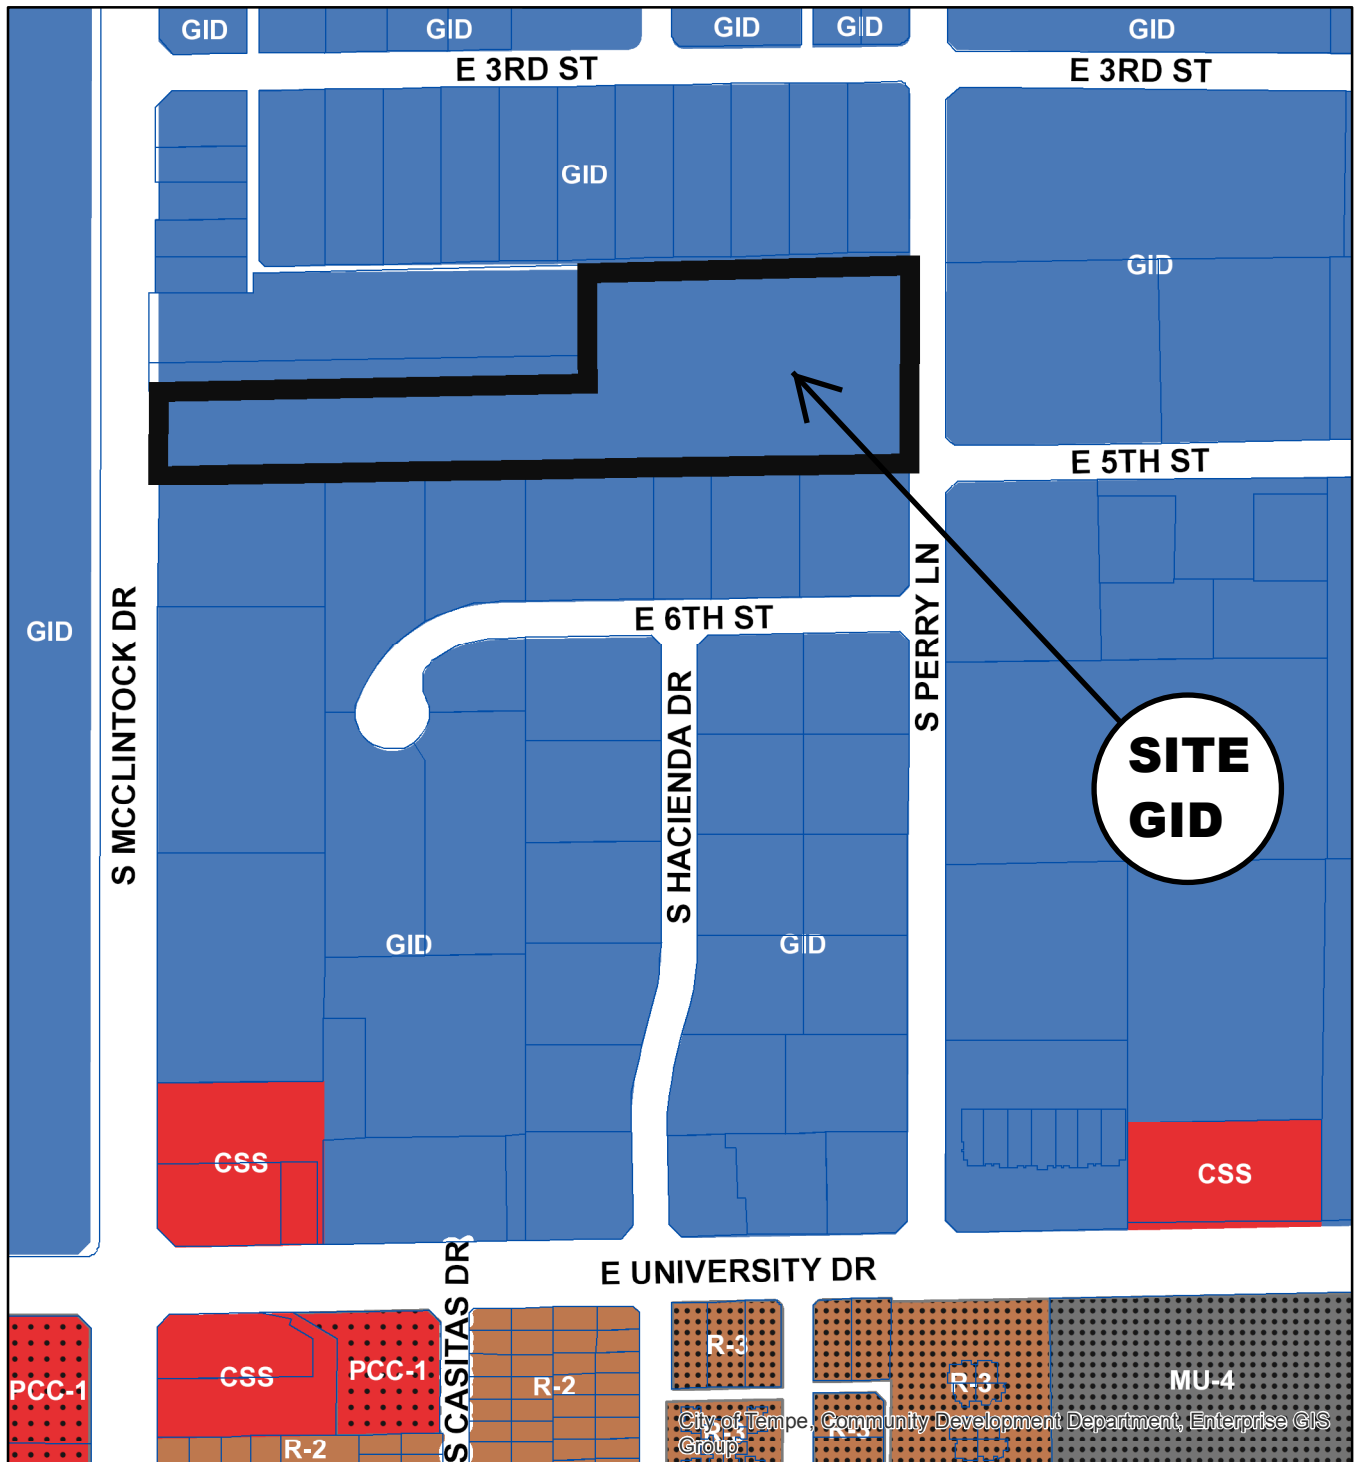 GID
GID
GID
GID
GID
E 3RD ST
E 3RD ST
GID
GID
E 5TH ST
S MCCLINTOCK DR
GID
E 6TH ST
S HACIENDA DR
S PERRY LN
SITE
GID
GID
GID
CSS
CSS
E UNIVERSITY DR
S CASITAS DR
PCC-1
CSS
PCC-1
R-2
R-3
R-3
MU-4
R-2
R-3
R-3
City of Tempe, Community Development Department, Enterprise GIS
Group